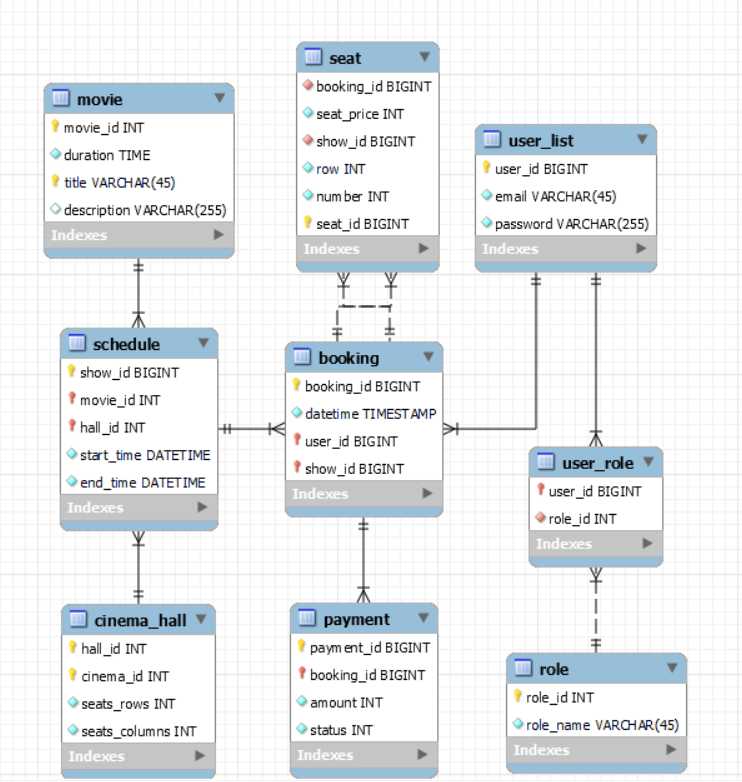 movie
movie_id INT
duration TIME
title VARCHAR(45)
description VARCHAR(255)
Indexes
seat
booking_id BIGINT
seat_price INT
show_id BIGINT
row INT
number INT
seat_id BIGINT
Indexes
user_list
user_id BIGINT
email VARCHAR(45)
password VARCHAR(255)
Indexes
schedule
show_id BIGINT
movie_id INT
hall_id INT
start_time DATETIME
end_time DATETIME
Indexes
booking
booking_id BIGINT
datetime TIMESTAMP
user_id BIGINT
show_id BIGINT
Indexes
user_role
user_id BIGINT
role_id INT
Indexes
cinema_hall
hall_id INT
cinema_id INT
seats_rows INT
seats_columns INT
Indexes
payment
payment_id BIGINT
booking_id BIGINT
amount INT
status INT
Indexes
role
role_id INT
role_name VARCHAR(45)
Indexes